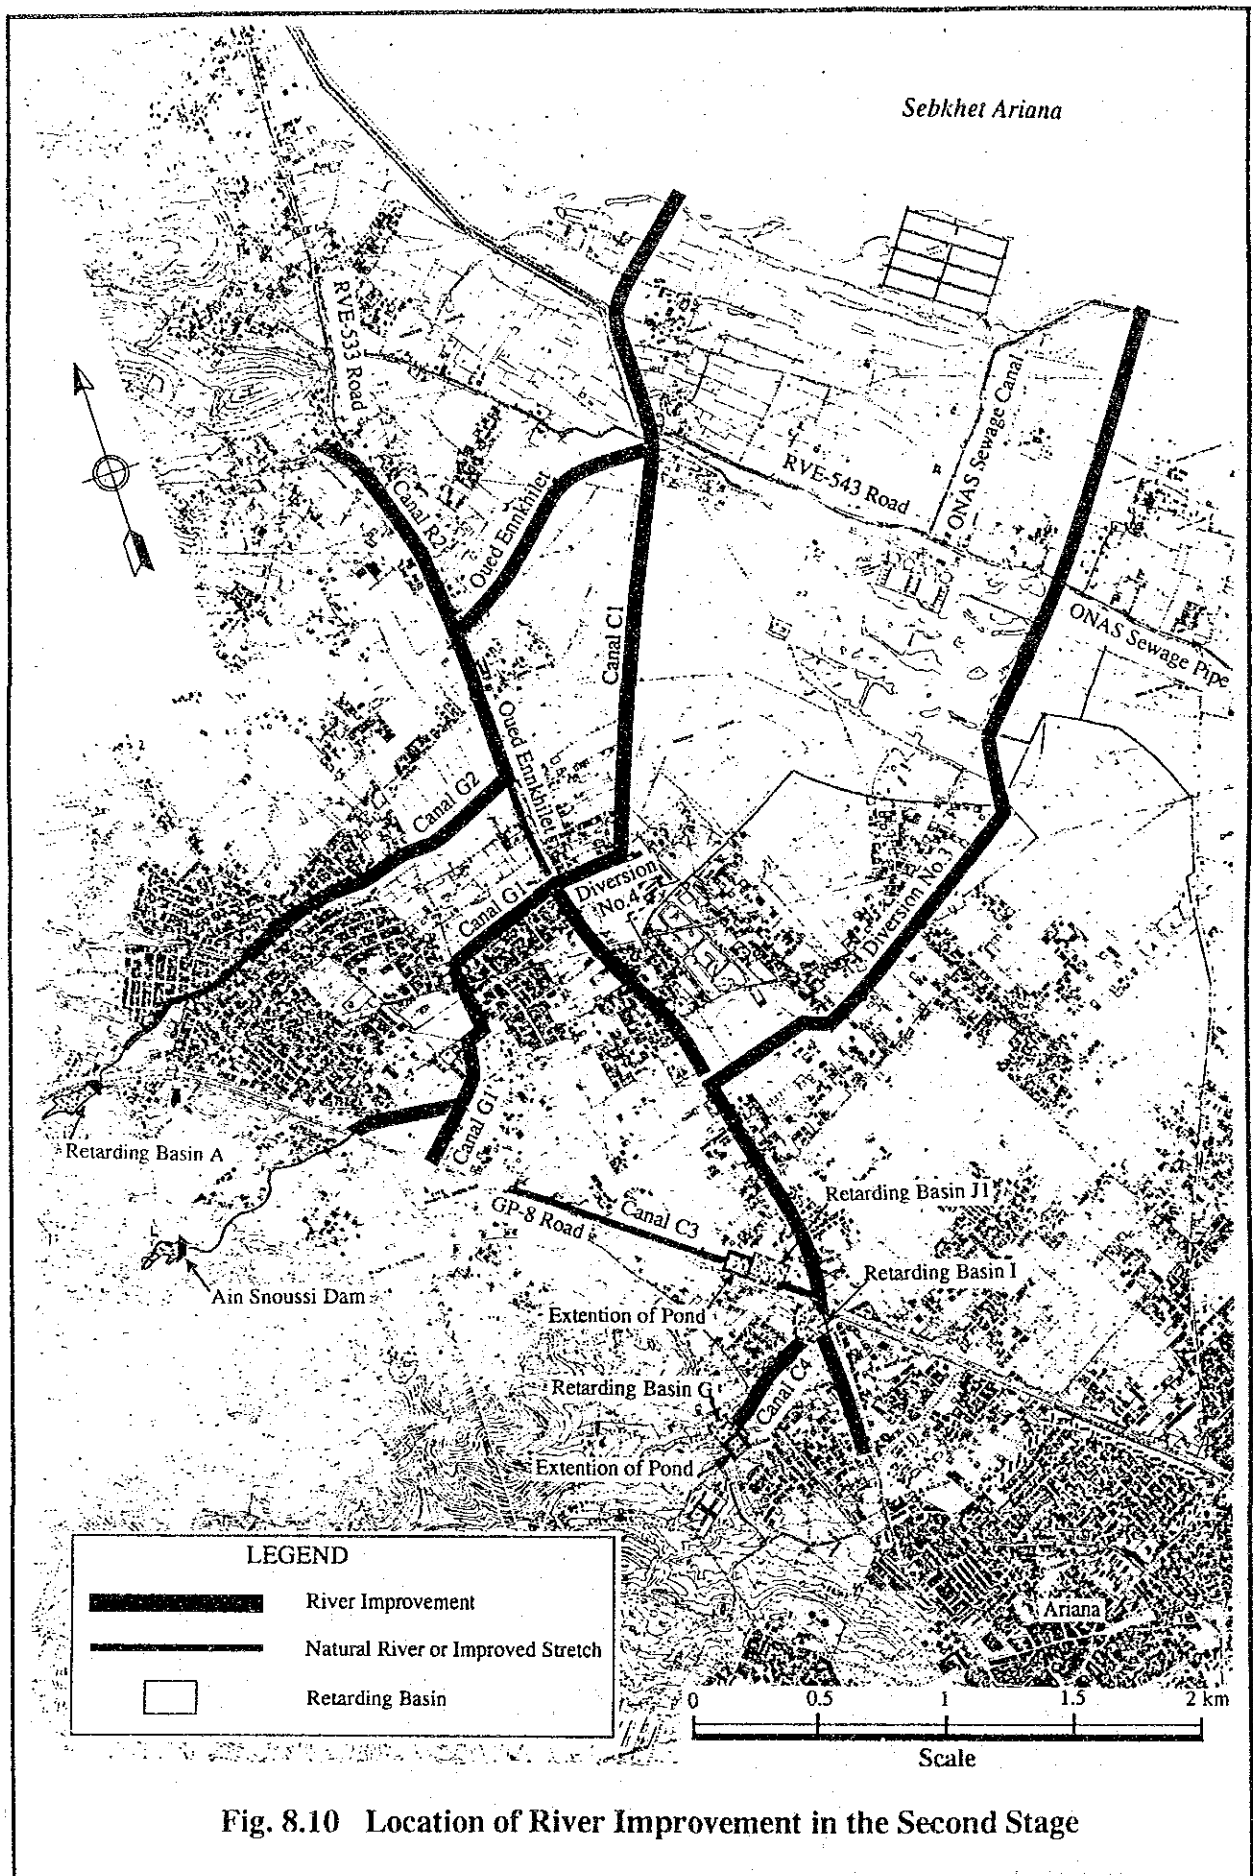 Sebkhet Ariana
RVE-533 Road
ONAS Sewage Canal
RVE-543 Road
Canal R2
Oued Ennkhilet
ONAS Sewage Pipe
Canal C1
Oued Ennkhilet
Canal G2
Diversion No.3
Diversion
No.4
Canal G1
Canal G1
Retarding Basin A
Retarding Basin J1
Canal C3
GP-8 Road
Retarding Basin I
Ain Snoussi Dam
Extention of Pond
Retarding Basin G
Canal C4
Extention of Pond
LEGEND
River Improvement
Natural River or Improved Stretch
Retarding Basin
Ariana
0 0.5 1 1.5 2 km
Scale
Fig. 8.10 Location of River Improvement in the Second Stage